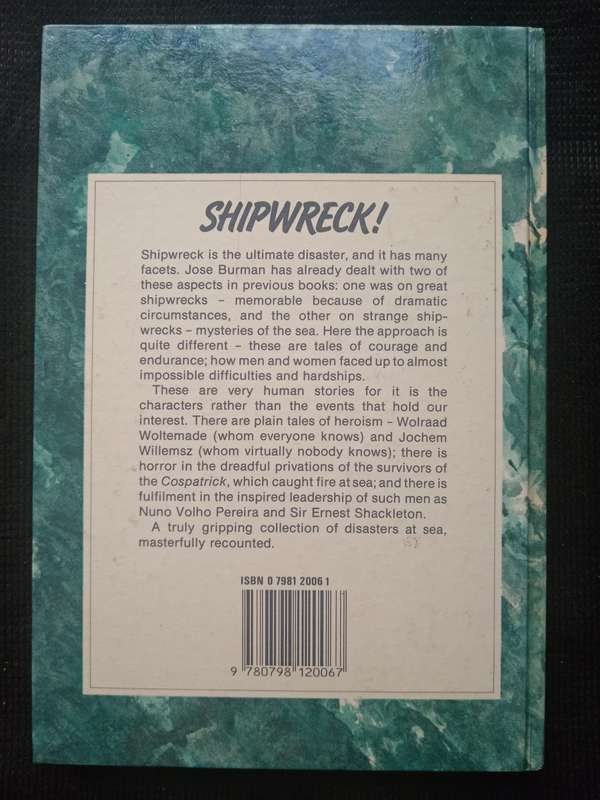 SHIPWRECK!
Shipwreck is the ultimate disaster, and it has many
facets. Jose Burman has already dealt with two of
these aspects in previous books: one was on great
shipwrecks – memorable because of dramatic
circumstances, and the other on strange ship-
wrecks – mysteries of the sea. Here the approach is
quite different – these are tales of courage and
endurance; how men and women faced up to almost
impossible difficulties and hardships.
These are very human stories for it is the
characters rather than the events that hold our
interest. There are plain tales of heroism – Wolraad
Woltemade (whom everyone knows) and Jochem
Willemsz (whom virtually nobody knows); there is
horror in the dreadful privations of the survivors of
the Cospatrick, which caught fire at sea; and there is
fulfilment in the inspired leadership of such men as
Nuno Volho Pereira and Sir Ernest Shackleton.
A truly gripping collection of disasters at sea,
masterfully recounted.
ISBN 0 7981 2006 1
9 780798 120067